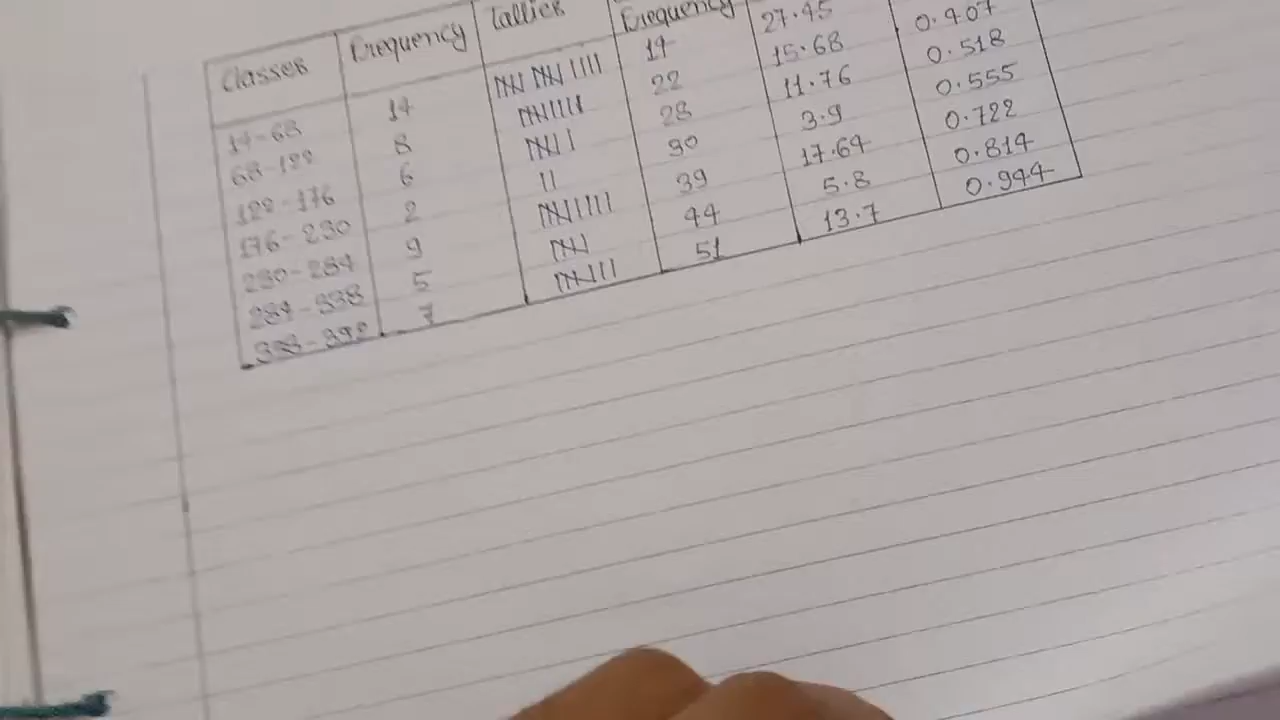 Classes Frequency Tallies Frequency 27.45 0.407
14-68 14 |||| |||| |||| 14 15.68 0.518
68-122 8 |||| ||| 22 11.76 0.555
122-176 6 |||| | 28 3.9 0.722
176-230 2 || 30 17.64 0.814
230-284 9 |||| |||| 39 5.8 0.944
284-338 5 |||| 44 13.7
338-392 7 |||| || 51